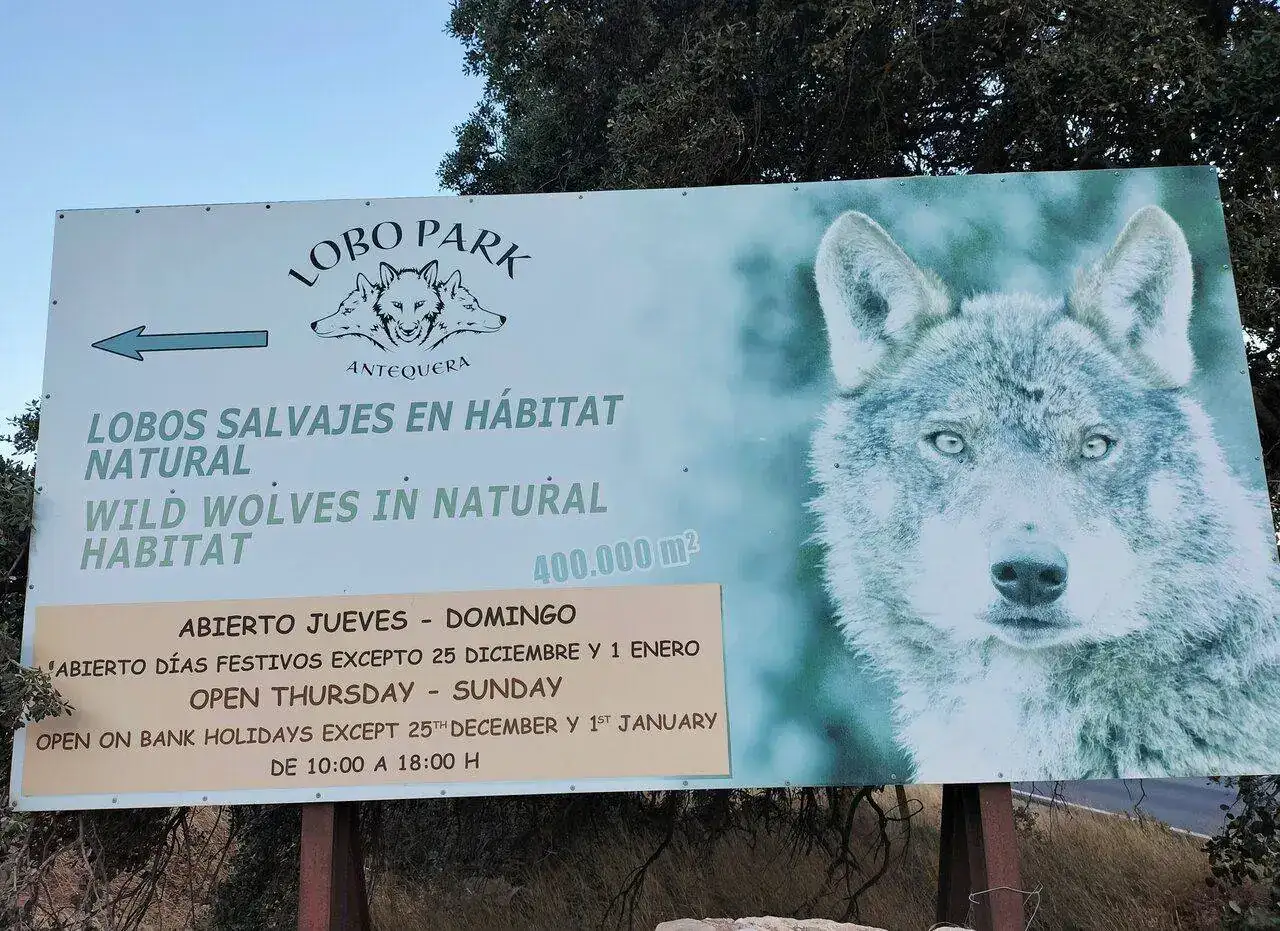 LOBO PARK
ANTEQUERA
LOBOS SALVAJES EN HÁBITAT
NATURAL
WILD WOLVES IN NATURAL
HABITAT
400.000 m²
ABIERTO JUEVES - DOMINGO
ABIERTO DÍAS FESTIVOS EXCEPTO 25 DICIEMBRE Y 1 ENERO
OPEN THURSDAY - SUNDAY
OPEN ON BANK HOLIDAYS EXCEPT 25TH DECEMBER Y 1ST JANUARY
DE 10:00 A 18:00 H